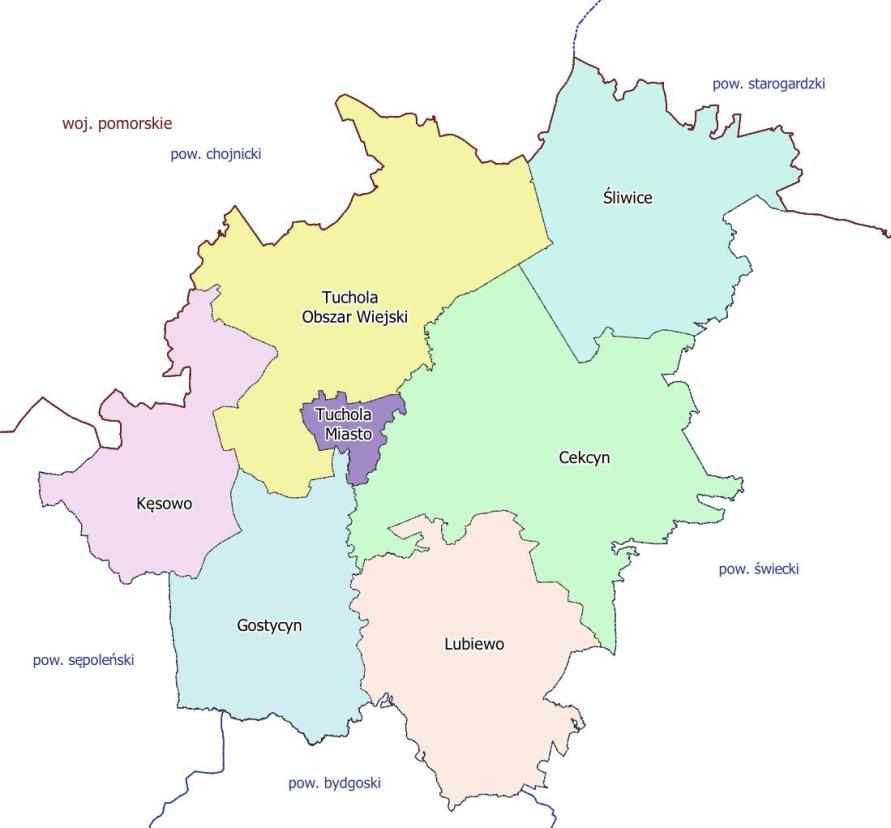 pow. starogardzki
woj. pomorskie
pow. chojnicki
Śliwice
Tuchola
Obszar Wiejski
Tuchola
Miasto
Cekcyn
Kęsowo
pow. świecki
Gostycyn
Lubiewo
pow. sępoleński
pow. bydgoski